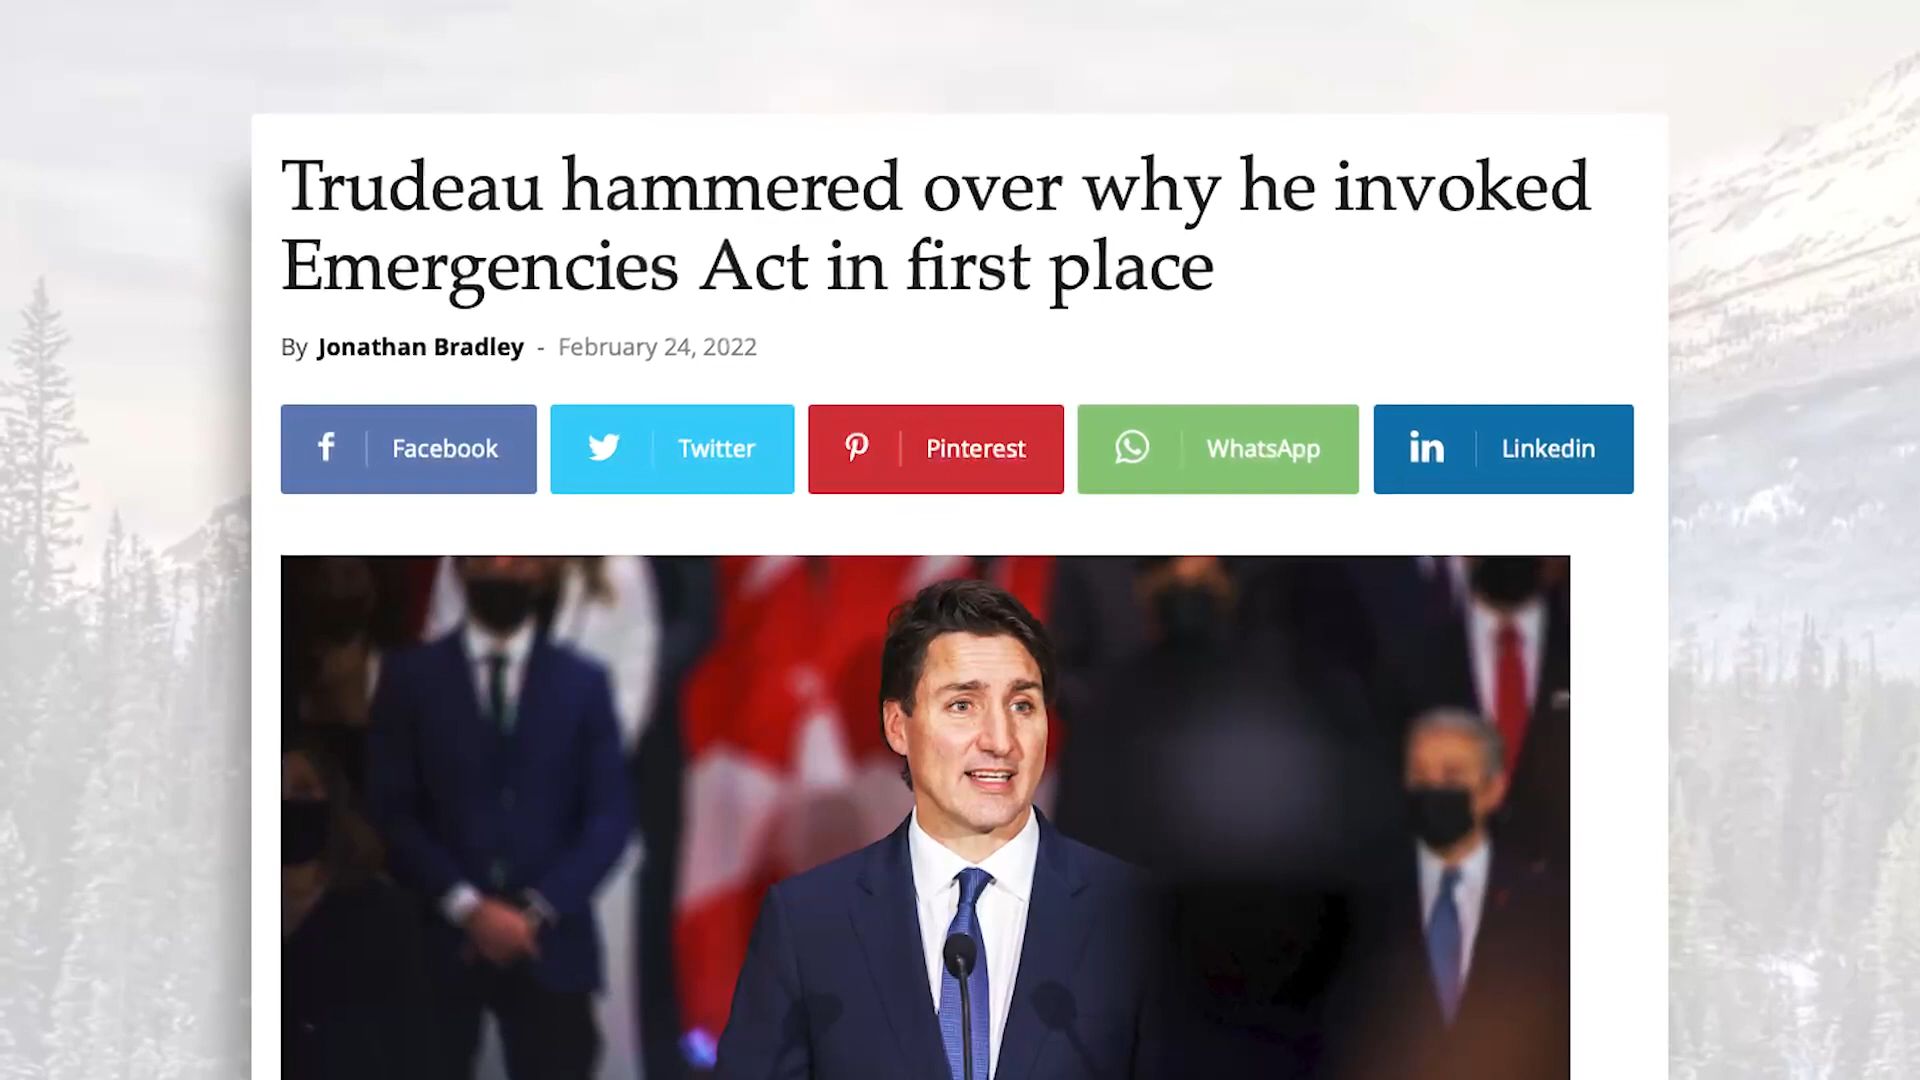 Trudeau hammered over why he invoked
Emergencies Act in first place
By Jonathan Bradley - February 24, 2022
Facebook Twitter Pinterest WhatsApp Linkedin